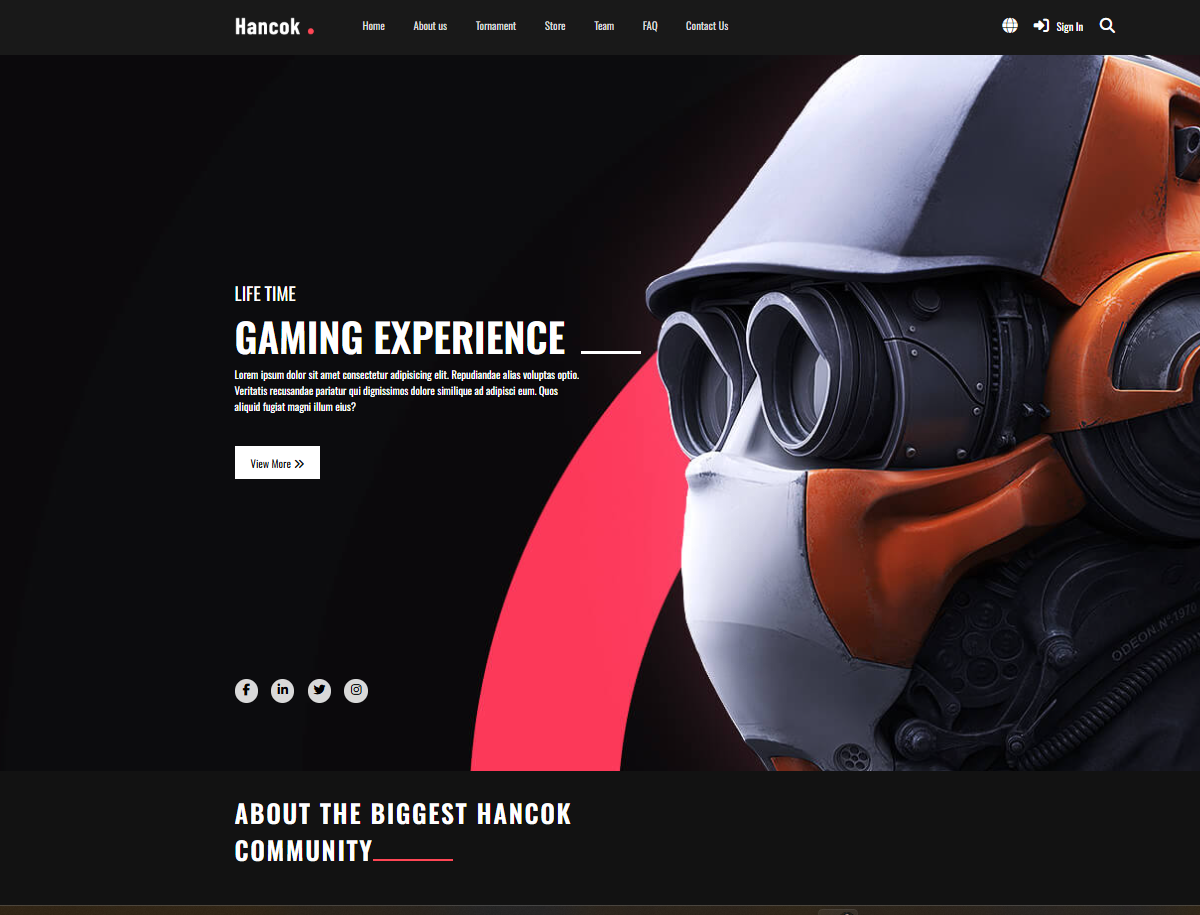 Hancok .
Home About us Tornament Store Team FAQ Contact Us
Sign In
LIFE TIME
GAMING EXPERIENCE
Lorem ipsum dolor sit amet consectetur adipisicing elit. Repudiandae alias voluptas optio.
Veritatis recusandae pariatur qui dignissimos dolore similique ad adipisci eum. Quos
aliquid fugiat magni illum eius?
View More
ODEON.N°.1970
ABOUT THE BIGGEST HANCOK
COMMUNITY